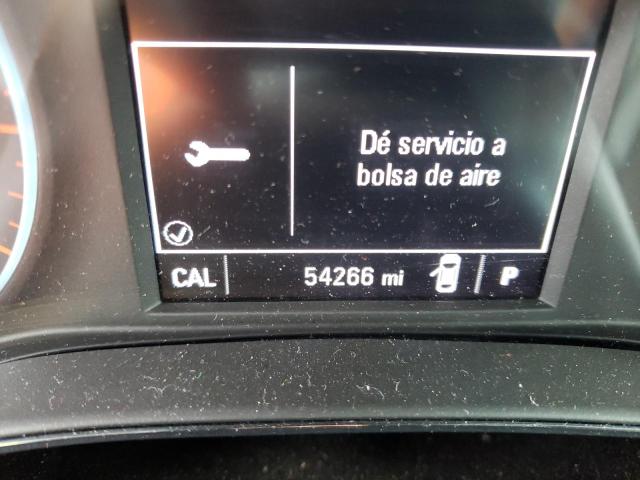 Dé servicio a
bolsa de aire
CAL 54266 mi P